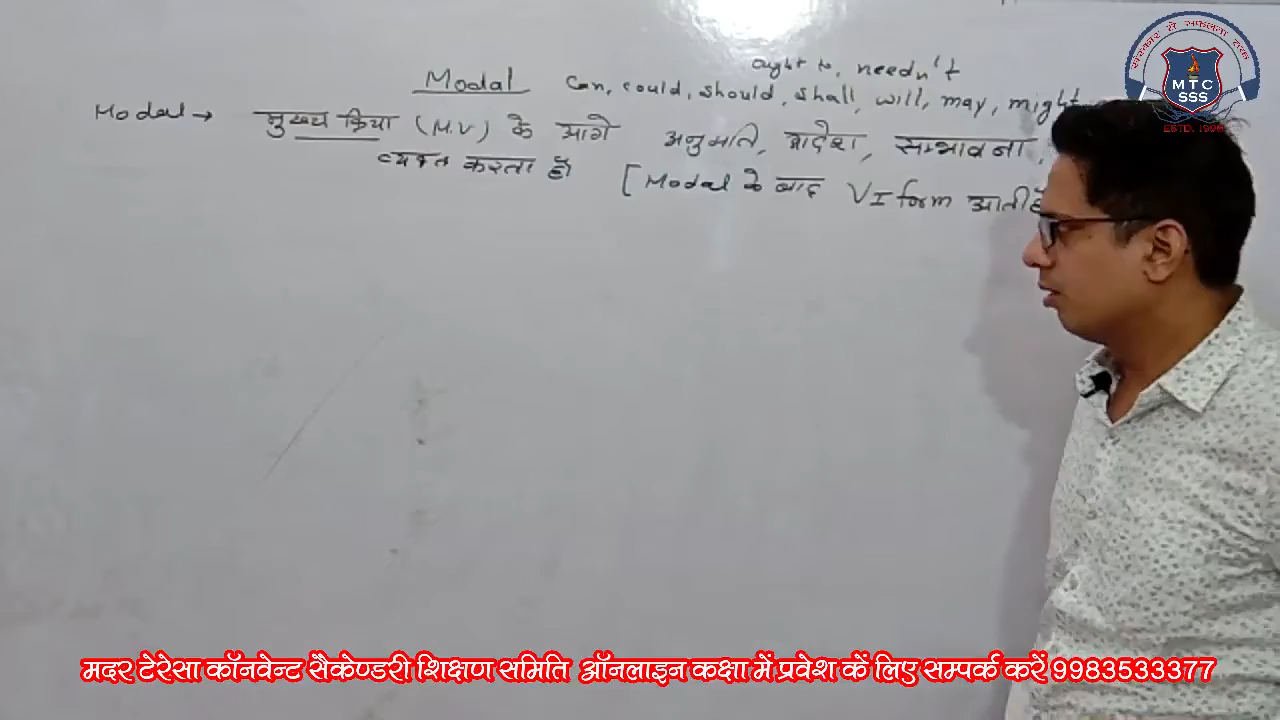 ought to, needn't
Modal can, could, should, shall, will, may, might
Modal → मुख्य क्रिया (M.V) के आगे अनुमति, आदेश, सम्भावना,
व्यक्त करता हो [Modal के बाद VI form आती है
संस्कार से सफलता तक
MTC
SSS
ESTD. 1996
मदर टेरेसा कॉनवेन्ट सैकेण्डरी शिक्षण समिति ऑनलाइन कक्षा में प्रवेश कें लिए सम्पर्क करें 9983533377